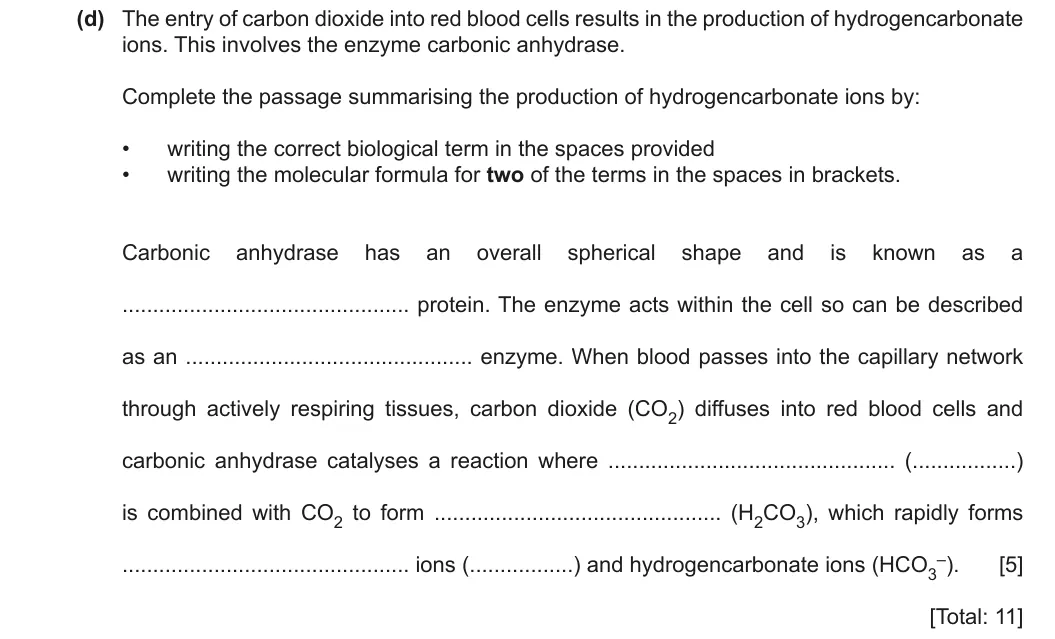 (d) The entry of carbon dioxide into red blood cells results in the production of hydrogencarbonate
ions. This involves the enzyme carbonic anhydrase.
Complete the passage summarising the production of hydrogencarbonate ions by:
• writing the correct biological term in the spaces provided
• writing the molecular formula for two of the terms in the spaces in brackets.
Carbonic anhydrase has an overall spherical shape and is known as a
............................................... protein. The enzyme acts within the cell so can be described
as an ............................................... enzyme. When blood passes into the capillary network
through actively respiring tissues, carbon dioxide (CO₂) diffuses into red blood cells and
carbonic anhydrase catalyses a reaction where ............................................... (.................)
is combined with CO₂ to form ............................................... (H₂CO₃), which rapidly forms
............................................... ions (.................) and hydrogencarbonate ions (HCO₃⁻). [5]
[Total: 11]